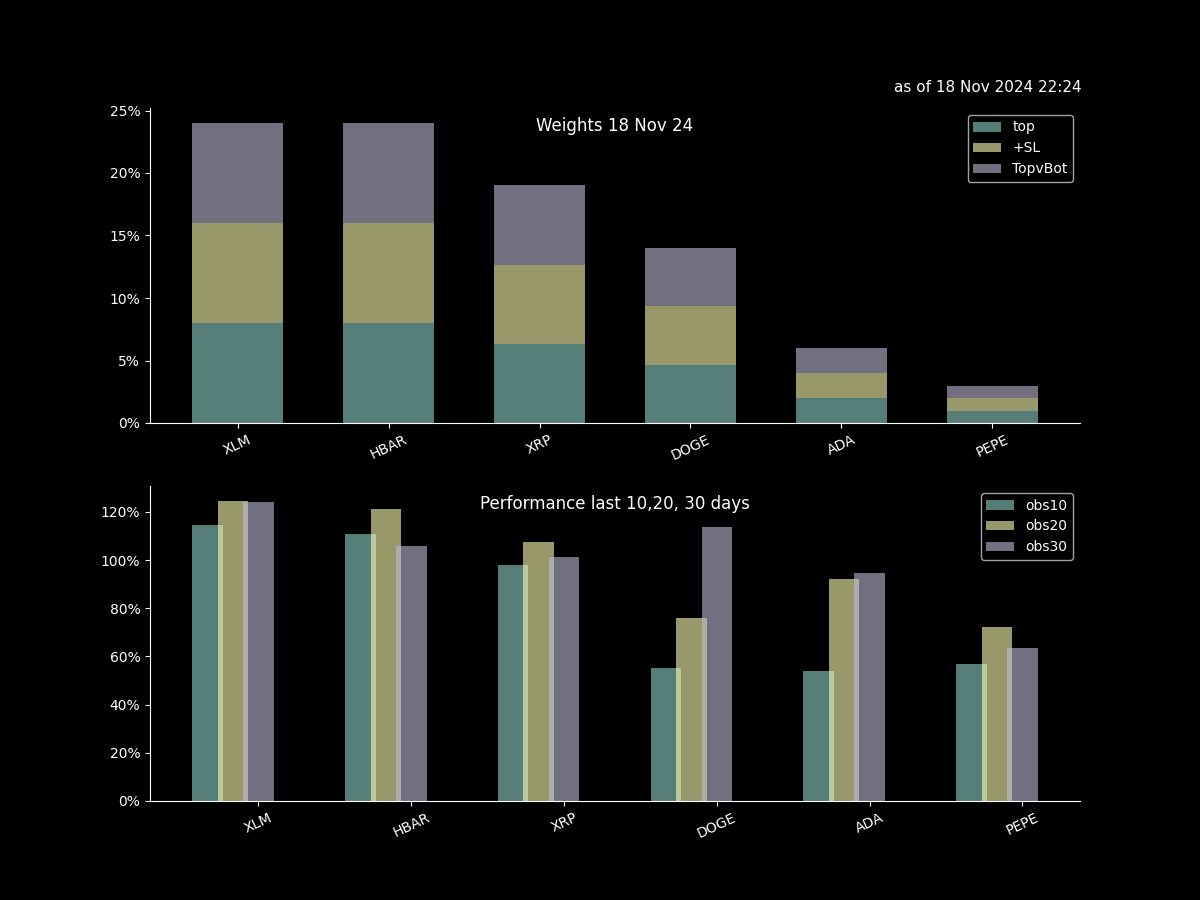 as of 18 Nov 2024 22:24
Weights 18 Nov 24
top
+SL
TopvBot
25%
20%
15%
10%
5%
0%
XLM HBAR XRP DOGE ADA PEPE
Performance last 10,20, 30 days
obs10
obs20
obs30
120%
100%
80%
60%
40%
20%
0%
XLM HBAR XRP DOGE ADA PEPE